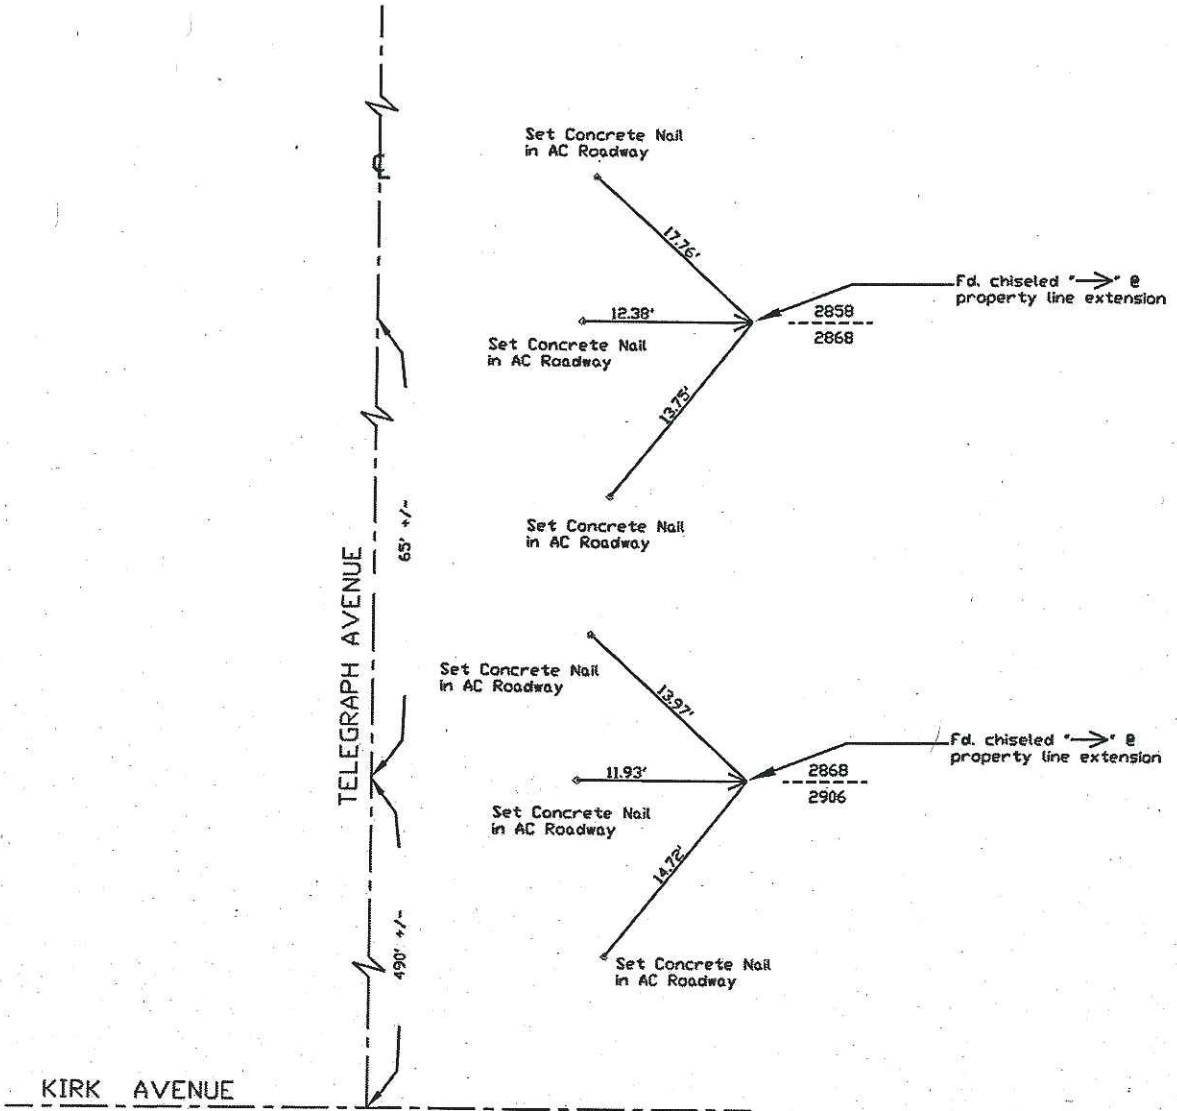 ℄
Set Concrete Nail
in AC Roadway
17.76'
Fd. chiseled "→" @
property line extension
12.38'
2858
2868
Set Concrete Nail
in AC Roadway
13.75'
Set Concrete Nail
in AC Roadway
65' +/-
TELEGRAPH AVENUE
Set Concrete Nail
in AC Roadway
13.97'
Fd. chiseled "→" @
property line extension
11.93'
2868
2906
Set Concrete Nail
in AC Roadway
14.72'
490' +/-
Set Concrete Nail
in AC Roadway
KIRK AVENUE